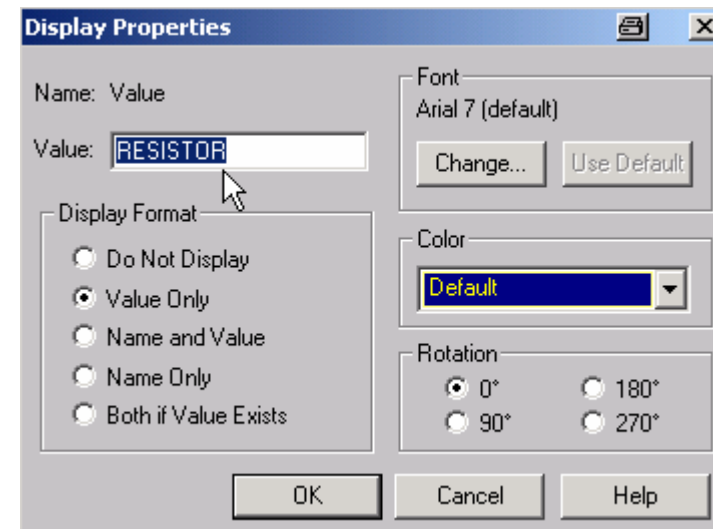 Display Properties
Name: Value
Value: RESISTOR
Display Format
Do Not Display
Value Only
Name and Value
Name Only
Both if Value Exists
Font
Arial 7 (default)
Change... Use Default
Color
Default
Rotation
0° 180°
90° 270°
OK Cancel Help